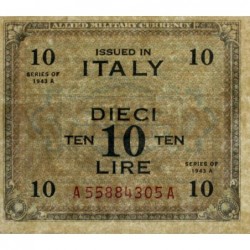 ALLIED MILITARY CURRENCY
10 ISSUED IN 10
ITALY
SERIES OF 1943 A SERIES OF 1943 A
DIECI
TEN 10 TEN
LIRE
10 10
A55884305A